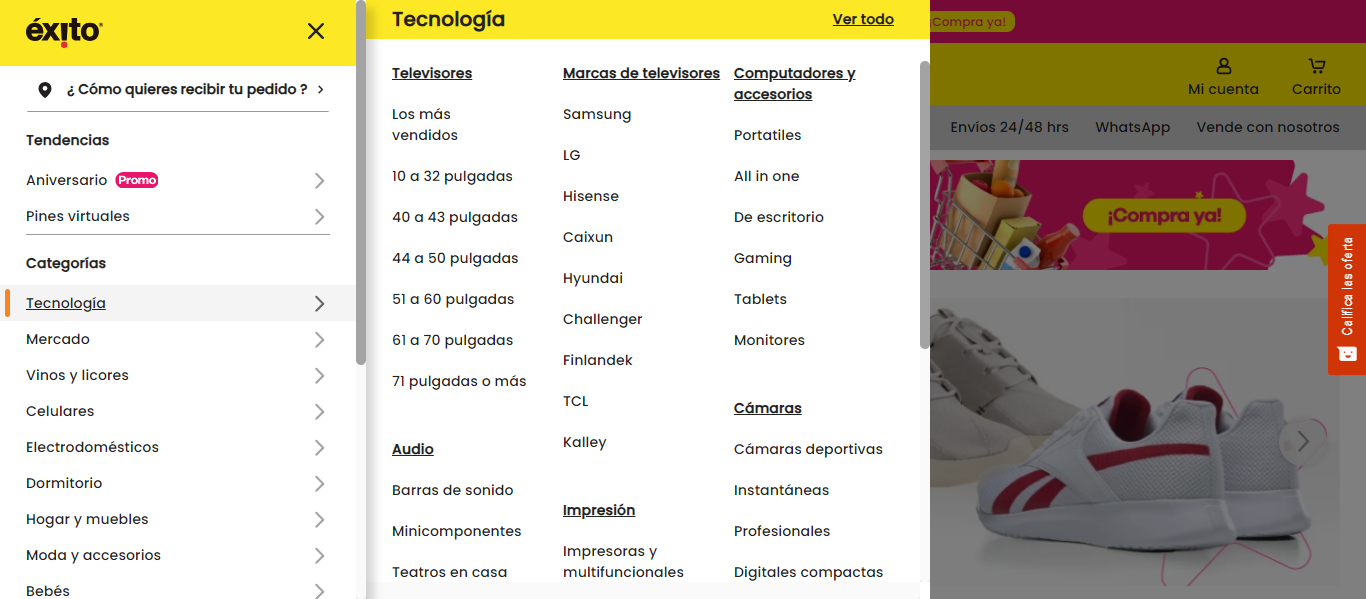 éxito
¿ Cómo quieres recibir tu pedido ?
Tendencias
Aniversario Promo
Pines virtuales
Categorías
Tecnología
Mercado
Vinos y licores
Celulares
Electrodomésticos
Dormitorio
Hogar y muebles
Moda y accesorios
Bebés
Tecnología
Ver todo
Televisores
Los más
vendidos
10 a 32 pulgadas
40 a 43 pulgadas
44 a 50 pulgadas
51 a 60 pulgadas
61 a 70 pulgadas
71 pulgadas o más
Audio
Barras de sonido
Minicomponentes
Teatros en casa
Marcas de televisores
Samsung
LG
Hisense
Caixun
Hyundai
Challenger
Finlandek
TCL
Kalley
Impresión
Impresoras y
multifuncionales
Computadores y
accesorios
Portatiles
All in one
De escritorio
Gaming
Tablets
Monitores
Cámaras
Cámaras deportivas
Instantáneas
Profesionales
Digitales compactas
¡Compra ya!
Mi cuenta
Carrito
Envíos 24/48 hrs
WhatsApp
Vende con nosotros
¡Compra ya!
Califica las oferta